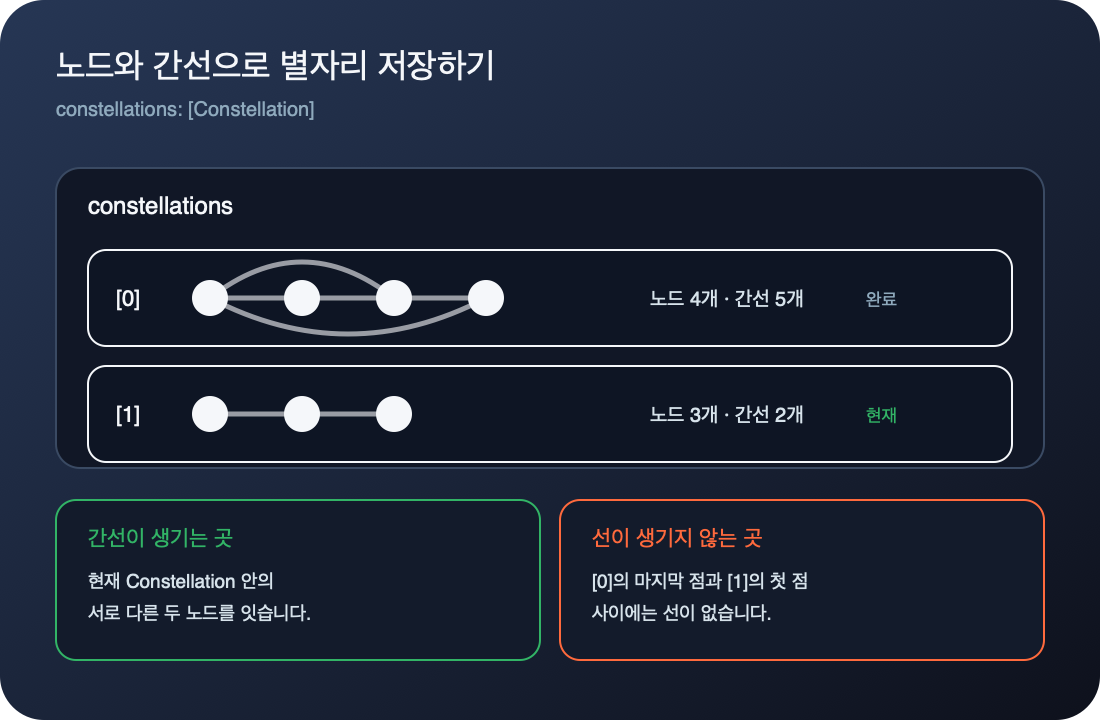 노드와 간선으로 별자리 저장하기
constellations: [Constellation]
constellations
[0]
노드 4개 · 간선 5개
완료
[1]
노드 3개 · 간선 2개
현재
간선이 생기는 곳
현재 Constellation 안의
서로 다른 두 노드를 잇습니다.
선이 생기지 않는 곳
[0]의 마지막 점과 [1]의 첫 점
사이에는 선이 없습니다.